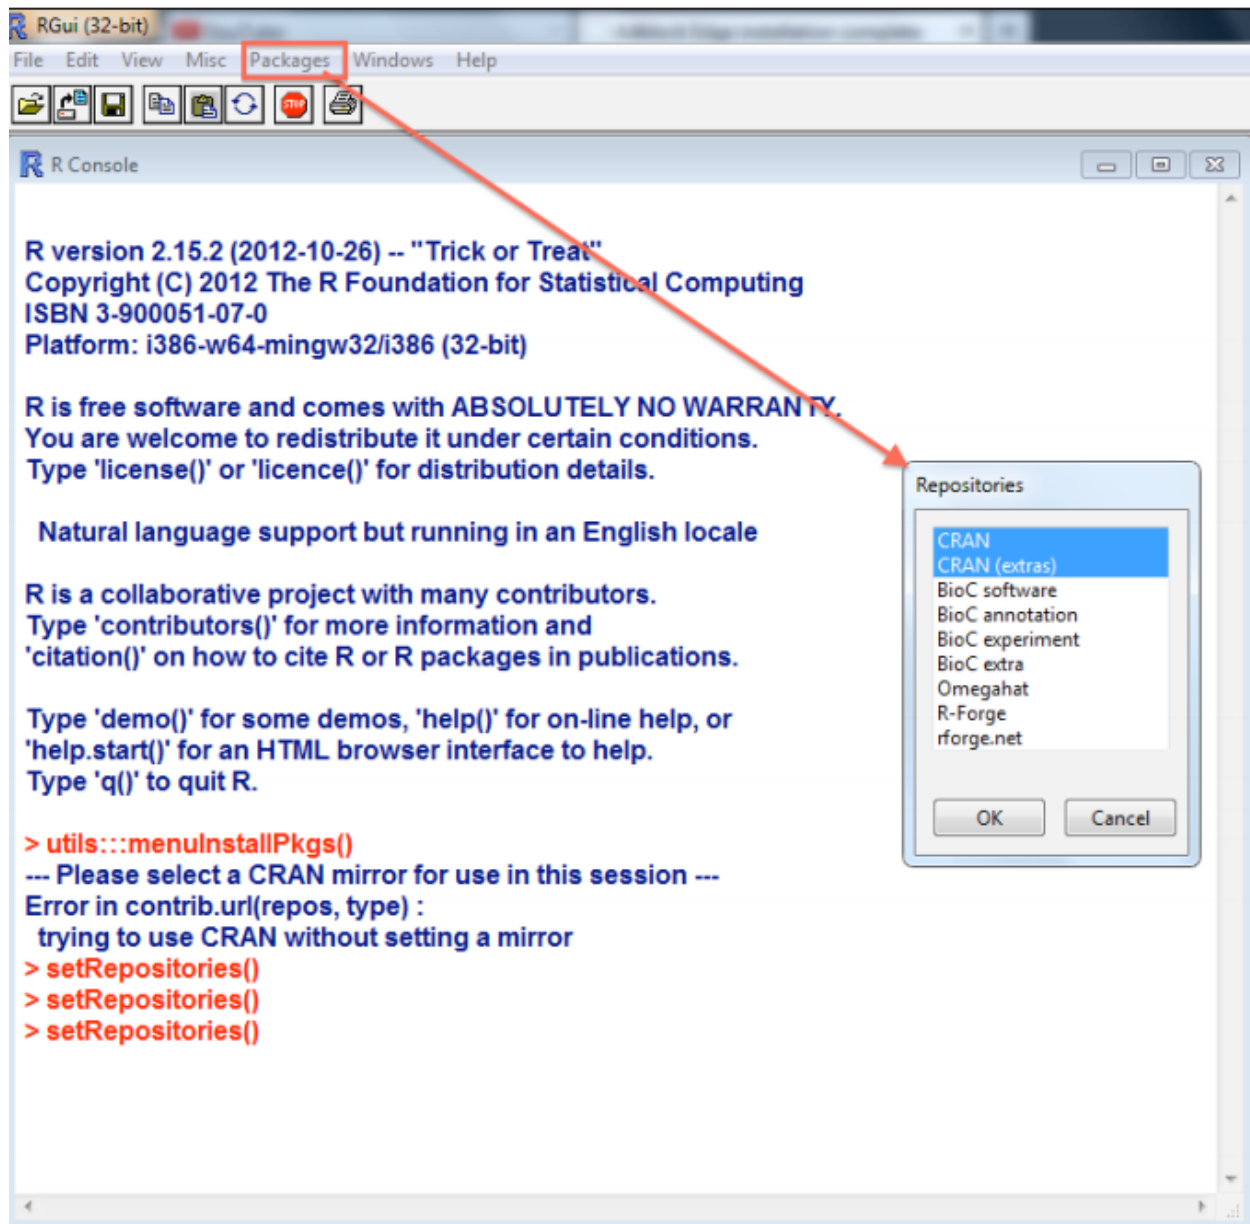 RGui (32-bit)
File Edit View Misc Packages Windows Help
STOP
R Console
R version 2.15.2 (2012-10-26) -- "Trick or Treat"
Copyright (C) 2012 The R Foundation for Statistical Computing
ISBN 3-900051-07-0
Platform: i386-w64-mingw32/i386 (32-bit)
R is free software and comes with ABSOLUTELY NO WARRANTY.
You are welcome to redistribute it under certain conditions.
Type 'license()' or 'licence()' for distribution details.
Natural language support but running in an English locale
R is a collaborative project with many contributors.
Type 'contributors()' for more information and
'citation()' on how to cite R or R packages in publications.
Type 'demo()' for some demos, 'help()' for on-line help, or
'help.start()' for an HTML browser interface to help.
Type 'q()' to quit R.
> utils:::menuInstallPkgs()
--- Please select a CRAN mirror for use in this session ---
Error in contrib.url(repos, type) :
trying to use CRAN without setting a mirror
> setRepositories()
> setRepositories()
> setRepositories()
Repositories
CRAN
CRAN (extras)
BioC software
BioC annotation
BioC experiment
BioC extra
Omegahat
R-Forge
rforge.net
OK Cancel